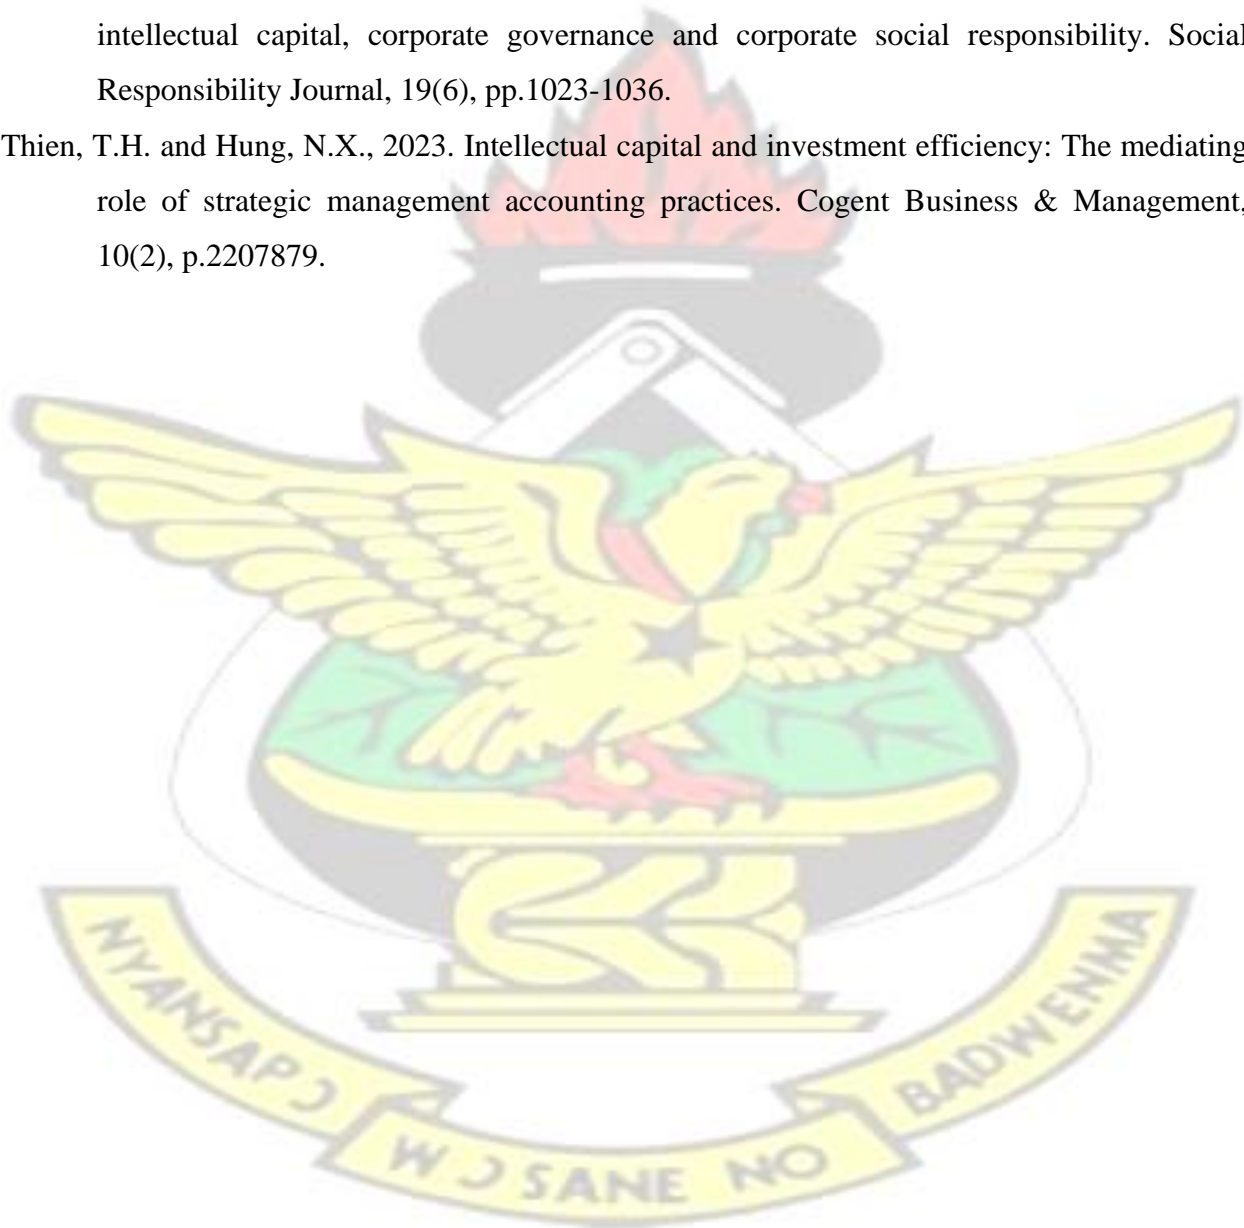 intellectual capital, corporate governance and corporate social responsibility. Social
Responsibility Journal, 19(6), pp.1023-1036.
Thien, T.H. and Hung, N.X., 2023. Intellectual capital and investment efficiency: The mediating
role of strategic management accounting practices. Cogent Business & Management,
10(2), p.2207879.
NYANSAPƆ
WƆSANE NO
BADWENMA